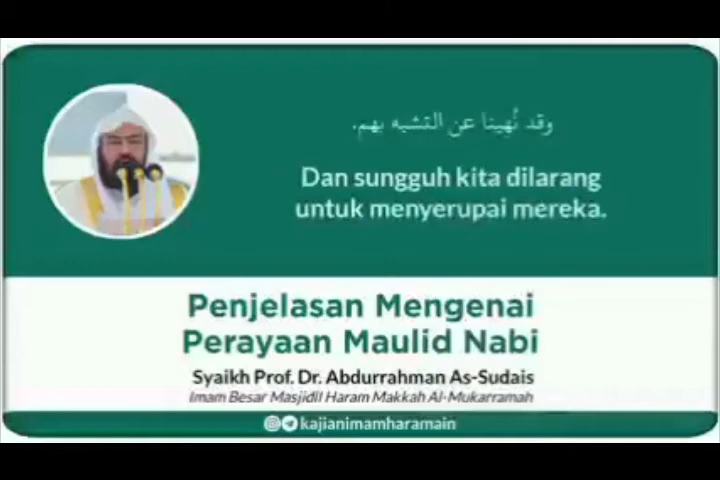 وقد نُهينا عن التشبه بهم.
Dan sungguh kita dilarang
untuk menyerupai mereka.
Penjelasan Mengenai
Perayaan Maulid Nabi
Syaikh Prof. Dr. Abdurrahman As-Sudais
Imam Besar Masjidil Haram Makkah Al-Mukarramah
kajianimamharamain